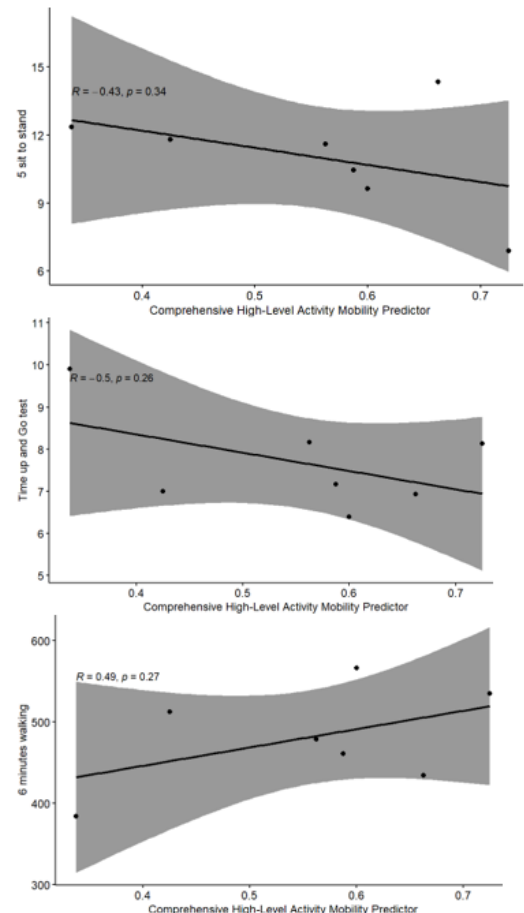 5 sit to stand
15
12
9
6
R = −0.43, p = 0.34
0.4 0.5 0.6 0.7
Comprehensive High-Level Activity Mobility Predictor
Time up and Go test
11
10
9
8
7
6
5
R = −0.5, p = 0.26
0.4 0.5 0.6 0.7
Comprehensive High-Level Activity Mobility Predictor
6 minutes walking
600
500
400
300
R = 0.49, p = 0.27
0.4 0.5 0.6 0.7
Comprehensive High-Level Activity Mobility Predictor